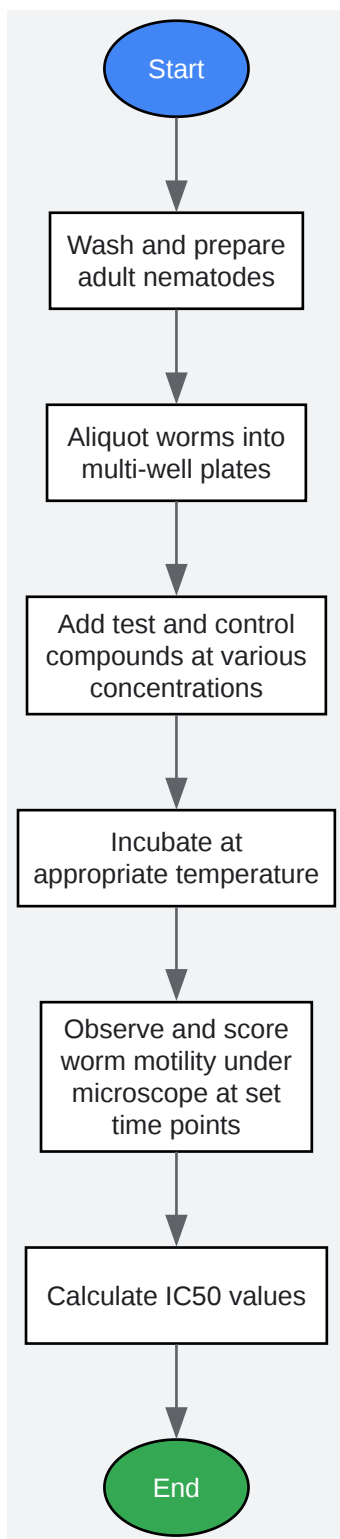 Start
Wash and prepare
adult nematodes
Aliquot worms into
multi-well plates
Add test and control
compounds at various
concentrations
Incubate at
appropriate temperature
Observe and score
worm motility under
microscope at set
time points
Calculate IC50 values
End